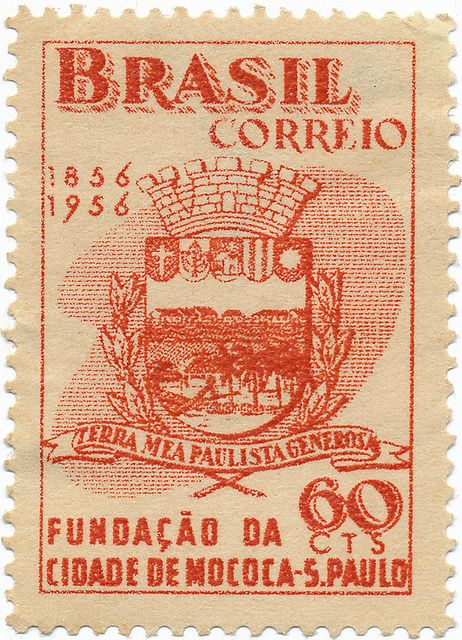 BRASIL
CORREIO
1856
1956
TERRA MEA PAULISTA GENEROSA
60
CTS
FUNDAÇÃO DA
CIDADE DE MOCOCA-S.PAULO